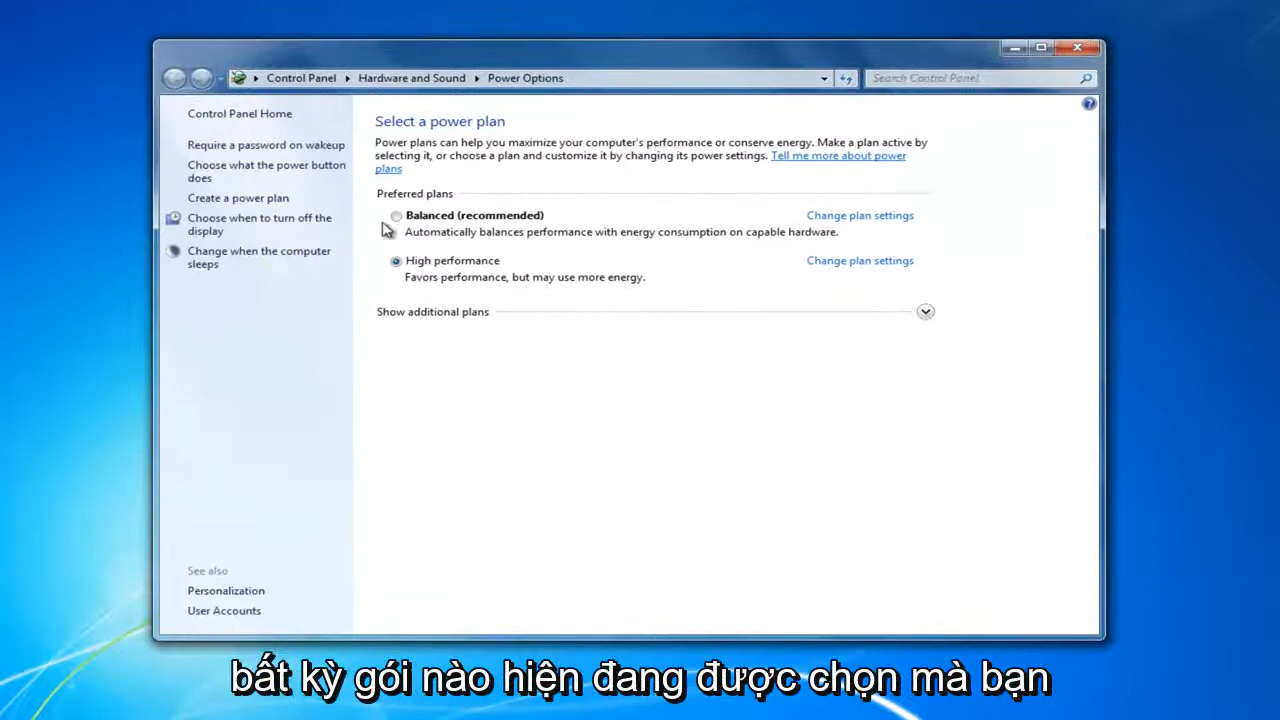 Control Panel Hardware and Sound Power Options
Search Control Panel
Control Panel Home
Require a password on wakeup
Choose what the power button
does
Create a power plan
Choose when to turn off the
display
Change when the computer
sleeps
See also
Personalization
User Accounts
Select a power plan
Power plans can help you maximize your computer's performance or conserve energy. Make a plan active by
selecting it, or choose a plan and customize it by changing its power settings. Tell me more about power
plans
Preferred plans
Balanced (recommended) Change plan settings
Automatically balances performance with energy consumption on capable hardware.
High performance Change plan settings
Favors performance, but may use more energy.
Show additional plans
bất kỳ gói nào hiện đang được chọn mà bạn